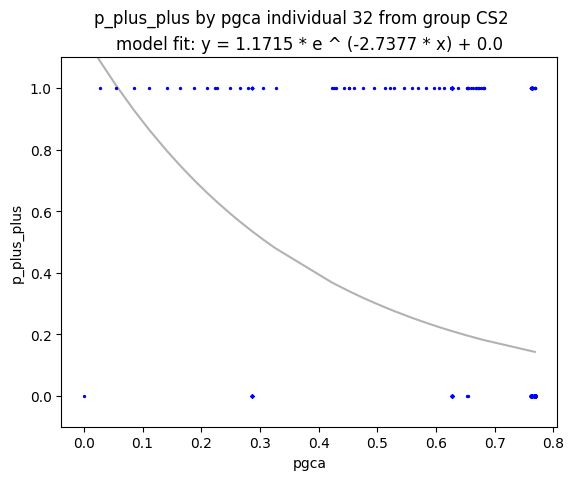 p_plus_plus by pgca individual 32 from group CS2
model fit: y = 1.1715 * e ^ (-2.7377 * x) + 0.0
1.0
0.8
0.6
0.4
0.2
0.0
p_plus_plus
0.0 0.1 0.2 0.3 0.4 0.5 0.6 0.7 0.8
pgca